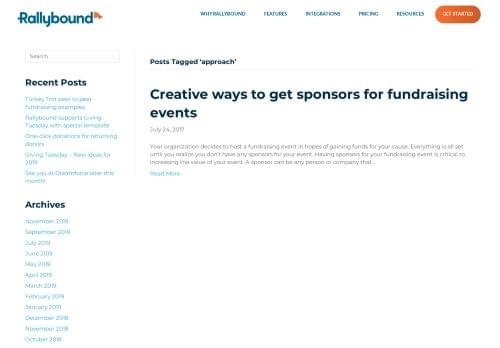 Rallybound
WHY RALLYBOUND
FEATURES
INTEGRATIONS
PRICING
RESOURCES
GET STARTED
Search
Recent Posts
Turkey Trot peer to peer
fundraising examples
Rallybound supports Giving
Tuesday with special template
One-click donations for returning
donors
Giving Tuesday – New ideas for
2019
See you at Dreamforce later this
month!
Archives
November 2019
September 2019
July 2019
June 2019
May 2019
April 2019
March 2019
February 2019
January 2019
December 2018
November 2018
October 2018
Posts Tagged 'approach'
Creative ways to get sponsors for fundraising
events
July 24, 2017
Your organization decides to host a fundraising event in hopes of gaining funds for your cause. Everything is all set
until you realize you don't have any sponsors for your event. Having sponsors for your fundraising event is critical to
increasing the value of your event. A sponsor can be any person or company that…
Read More